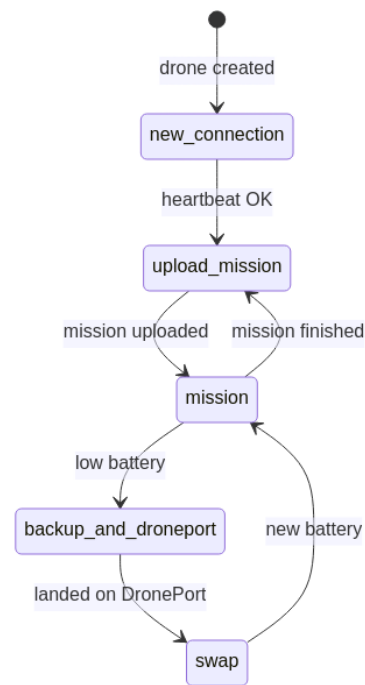 drone created
new_connection
heartbeat OK
upload_mission
mission uploaded
mission finished
mission
low battery
backup_and_droneport
new battery
landed on DronePort
swap